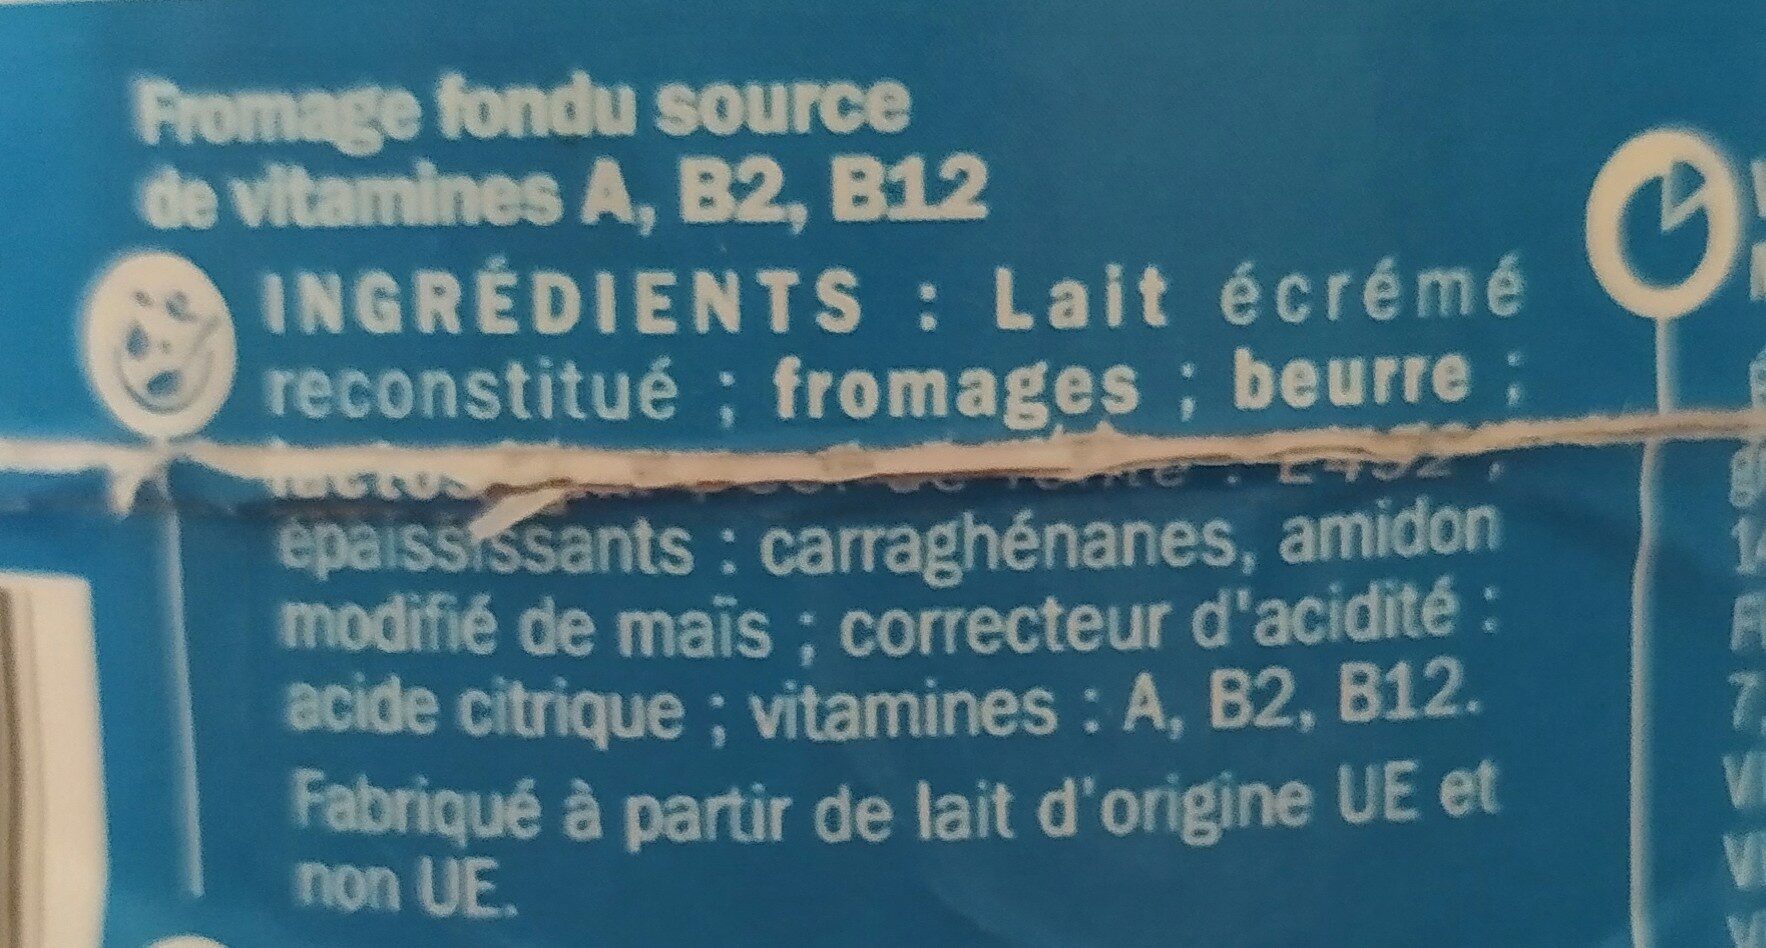 Fromage fondu source
de vitamines A, B2, B12
INGRÉDIENTS : Lait écrémé
reconstitué ; fromages ; beurre ;
E452 ;
épaississants : carraghénanes, amidon
modifié de maïs ; correcteur d'acidité :
acide citrique ; vitamines : A, B2, B12.
Fabriqué à partir de lait d'origine UE et
non UE.